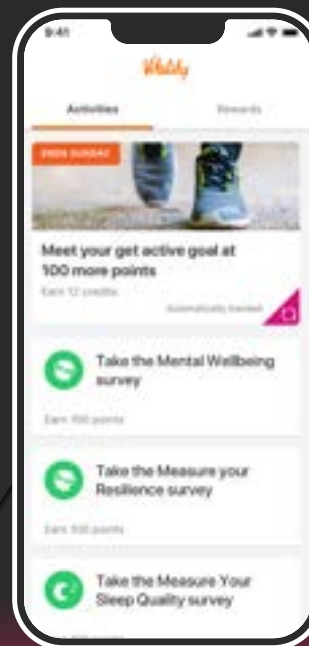 9:41
Vitality
Activities Rewards
ENDS SUNDAY
Meet your get active goal at
100 more points
Earn 12 credits
Automatically tracked
Take the Mental Wellbeing
survey
Earn 100 points
Take the Measure your
Resilience survey
Earn 100 points
Take the Measure Your
Sleep Quality survey